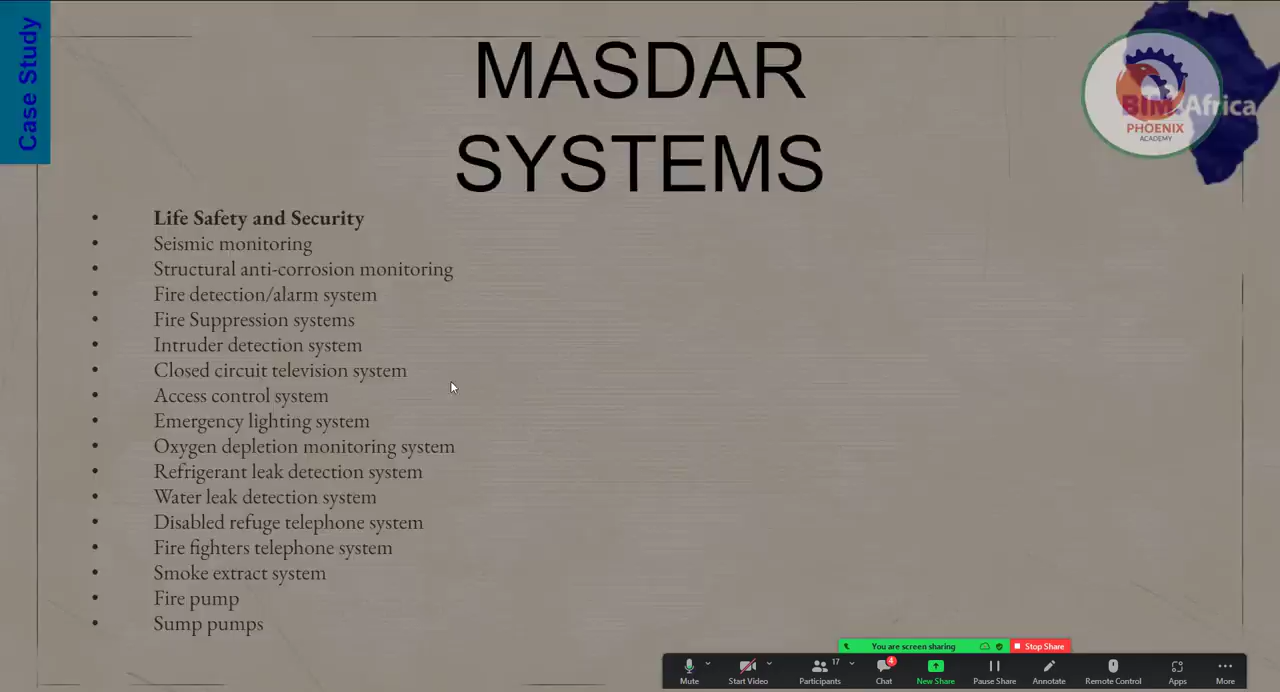 Case Study
MASDAR
SYSTEMS
BIM Africa
PHOENIX
ACADEMY
• Life Safety and Security
• Seismic monitoring
• Structural anti-corrosion monitoring
• Fire detection/alarm system
• Fire Suppression systems
• Intruder detection system
• Closed circuit television system
• Access control system
• Emergency lighting system
• Oxygen depletion monitoring system
• Refrigerant leak detection system
• Water leak detection system
• Disabled refuge telephone system
• Fire fighters telephone system
• Smoke extract system
• Fire pump
• Sump pumps
You are screen sharing Stop Share
17 4
Mute Start Video Participants Chat New Share Pause Share Annotate Remote Control Apps More